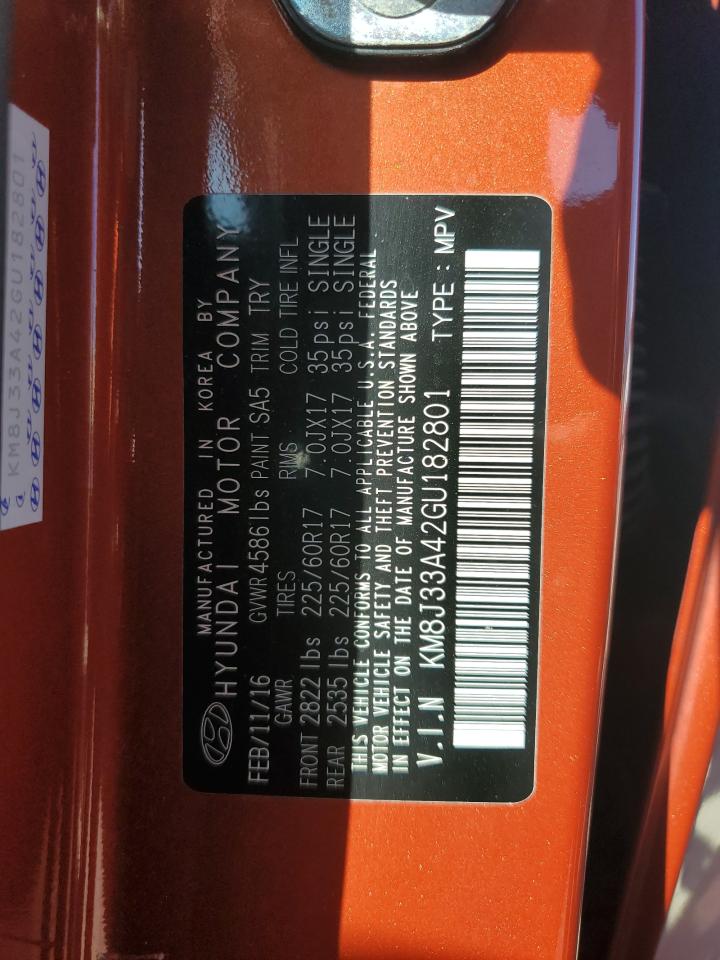 KM8J33A42GU182801
MANUFACTURED IN KOREA BY
HYUNDAI MOTOR COMPANY
FEB/11/16 GVWR4586lbs PAINT SA5 TRIM TRY
GAWR TIRES RIMS COLD TIRE INFL
FRONT 2822 lbs 225/60R17 7.0JX17 35psi SINGLE
REAR 2535 lbs 225/60R17 7.0JX17 35psi SINGLE
THIS VEHICLE CONFORMS TO ALL APPLICABLE U.S.A. FEDERAL
MOTOR VEHICLE SAFETY AND THEFT PREVENTION STANDARDS
IN EFFECT ON THE DATE OF MANUFACTURE SHOWN ABOVE
V.I.N KM8J33A42GU182801 TYPE : MPV